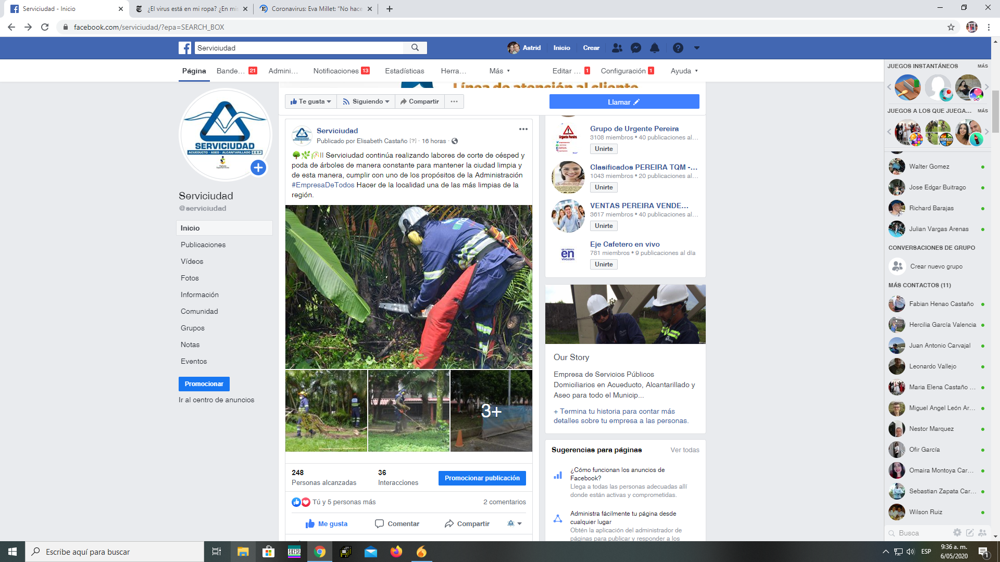 Serviciudad - Inicio
¿El virus está en mi ropa? ¿En mis
Coronavirus: Eva Millet: "No hace
facebook.com/serviciudad/?epa=SEARCH_BOX
Serviciudad
Astrid
Inicio
Crear
Página
Bande... 21
Admini...
Notificaciones 13
Estadísticas
Herra...
Más
Editar ... 1
Configuración 1
Ayuda
Línea de atención al cliente
Te gusta
Siguiendo
Compartir
Llamar
SERVICIUDAD
ACUEDUCTO - ASEO - ALCANTARILLADO E.S.P
Serviciudad
@serviciudad
Inicio
Publicaciones
Vídeos
Fotos
Información
Comunidad
Grupos
Notas
Eventos
Promocionar
Ir al centro de anuncios
Serviciudad
Publicado por Elisabeth Castaño [?] · 16 horas ·
🌳🌿🎋|| Serviciudad continúa realizando labores de corte de césped y
poda de árboles de manera constante para mantener la ciudad limpia y
de esta manera, cumplir con uno de los propósitos de la Administración
#EmpresaDeTodos Hacer de la localidad una de las más limpias de la
región.
3+
248
Personas alcanzadas
36
Interacciones
Promocionar publicación
Tú y 5 personas más
2 comentarios
Me gusta
Comentar
Compartir
Urgente Pereira
Grupo de Urgente Pereira
3108 miembros • 40 publicaciones al...
Unirte
Clasificados PEREIRA TQM -...
1043 miembros • 20 publicaciones al...
Unirte
VENTAS PEREIRA VENDE...
3617 miembros • 40 publicaciones al...
Unirte
eje cafetero
en
vivo.com
Eje Cafetero en vivo
781 miembros • 9 publicaciones al día
Unirte
Our Story
Empresa de Servicios Públicos
Domiciliarios en Acueducto, Alcantarillado y
Aseo para todo el Municip...
+ Termina tu historia para contar más
detalles sobre tu empresa a las personas.
Sugerencias para páginas
Ver todas
¿Cómo funcionan los anuncios de
Facebook?
Llega a todas las personas adecuadas allí
donde están activas y comprometidas.
Administra fácilmente tu página desde
cualquier lugar
Obtén la aplicación del administrador de
páginas para publicar y responder a los
JUEGOS INSTANTÁNEOS
MÁS
JUEGOS A LOS QUE JUEGA...
MÁS
Walter Gomez
Jose Edgar Buitrago
Richard Barajas
Julian Vargas Arenas
CONVERSACIONES DE GRUPO
Crear nuevo grupo
MÁS CONTACTOS (11)
Fabian Henao Castaño
Hercilia García Valencia
Juan Antonio Carvajal
Leonardo Vallejo
Maria Elena Castaño ...
Miguel Angel León Ar...
Nestor Marquez
Ofir García
Omaira Montoya Car...
Sebastian Zapata Car...
Wilson Ruiz
Busca
Escribe aquí para buscar
ESP
9:36 a. m.
6/05/2020
1